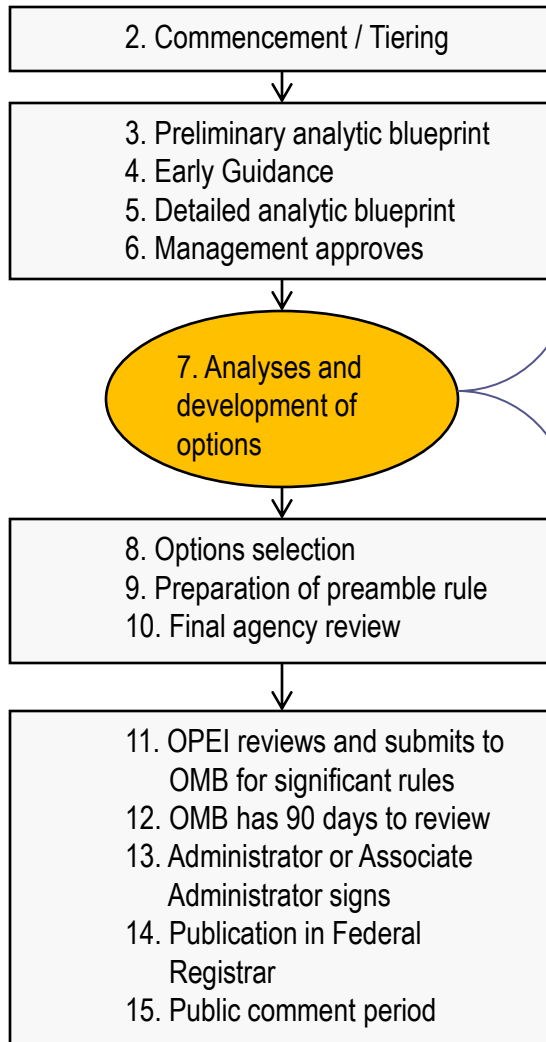 2. Commencement / Tiering
3. Preliminary analytic blueprint
4. Early Guidance
5. Detailed analytic blueprint
6. Management approves
7. Analyses and
development of
options
8. Options selection
9. Preparation of preamble rule
10. Final agency review
11. OPEI reviews and submits to
OMB for significant rules
12. OMB has 90 days to review
13. Administrator or Associate
Administrator signs
14. Publication in Federal
Registrar
15. Public comment period